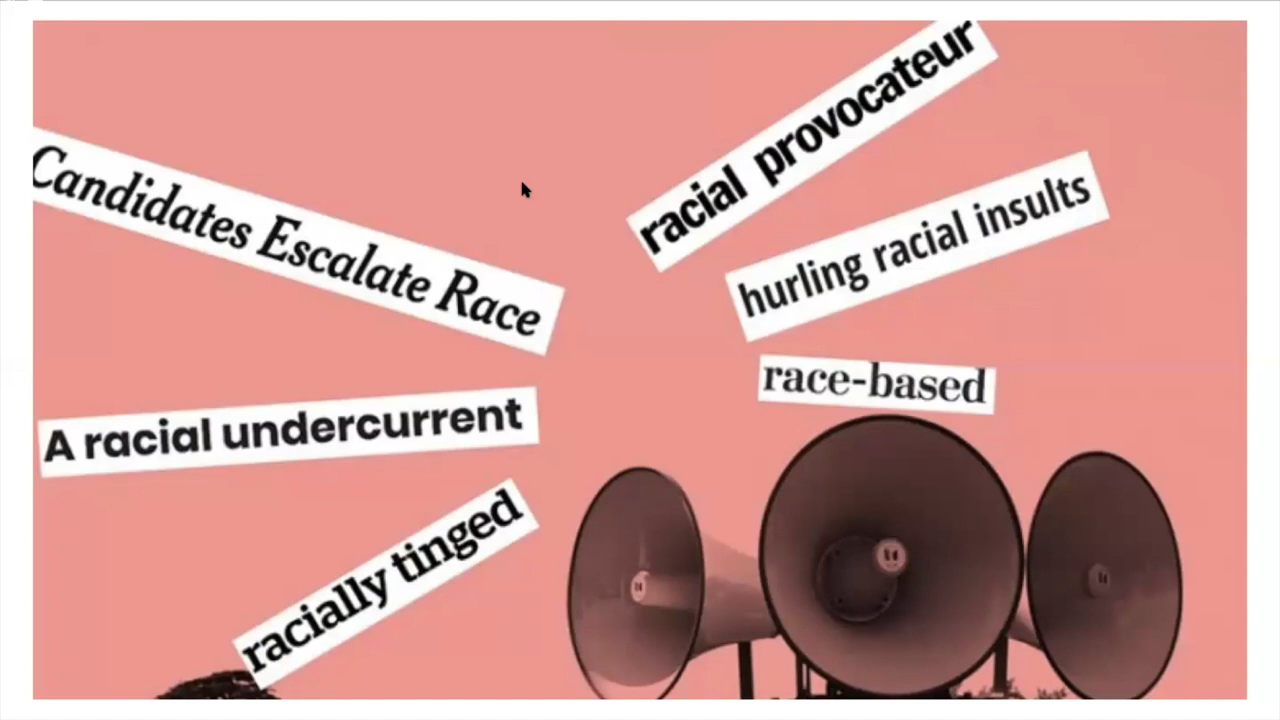 Candidates Escalate Race
A racial undercurrent
racially tinged
racial provocateur
hurling racial insults
race-based